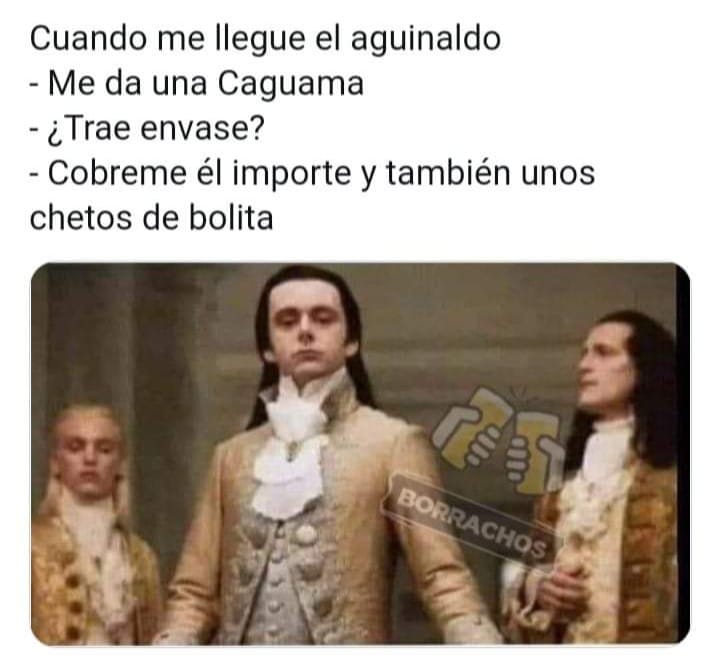 Cuando me llegue el aguinaldo
- Me da una Caguama
- ¿Trae envase?
- Cobreme él importe y también unos
chetos de bolita
BORRACHOS